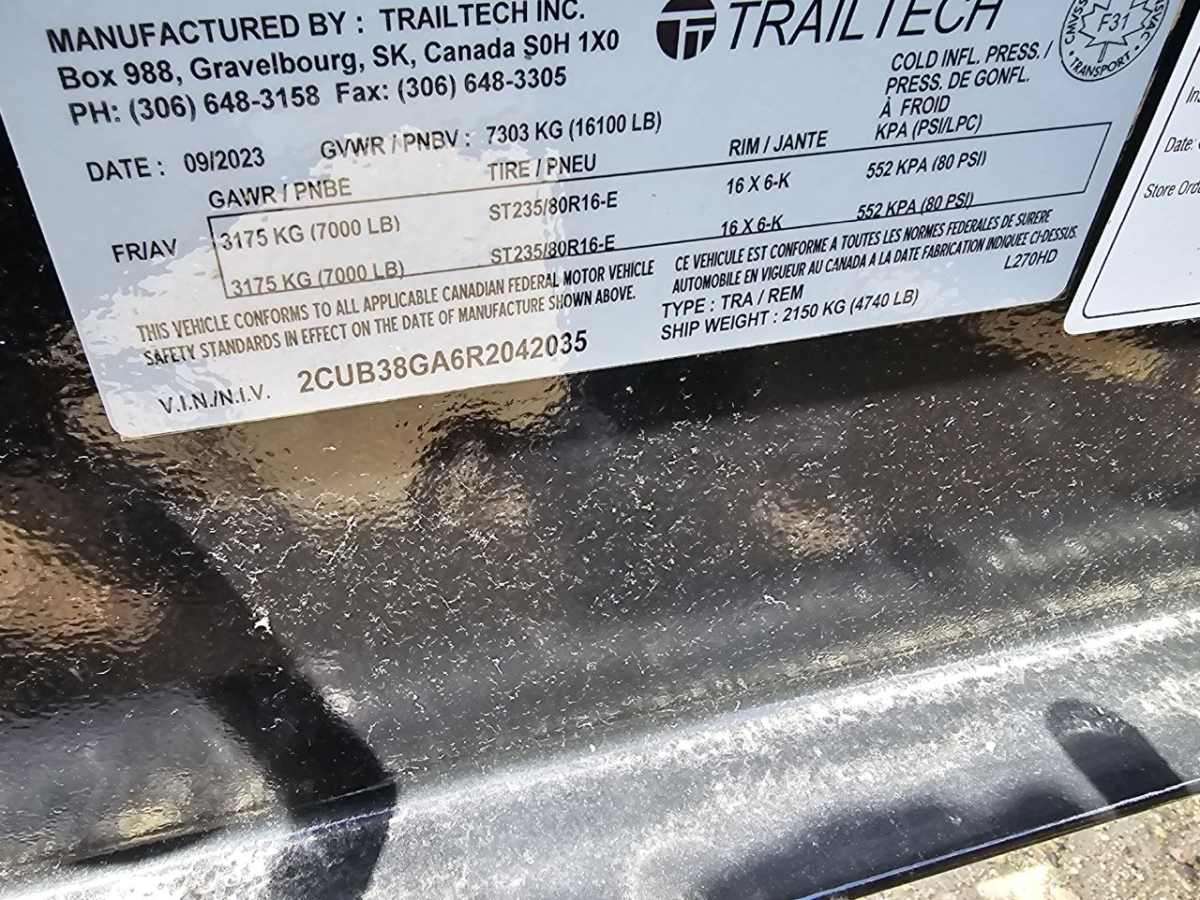 MANUFACTURED BY : TRAILTECH INC.
Box 988, Gravelbourg, SK, Canada S0H 1X0
PH: (306) 648-3158 Fax: (306) 648-3305
TRAILTECH
CMVSS
NSVAC
F31
TRANSPORT
DATE : 09/2023
GVWR / PNBV : 7303 KG (16100 LB)
COLD INFL. PRESS. /
PRESS. DE GONFL.
À FROID
KPA (PSI/LPC)
GAWR / PNBE TIRE / PNEU RIM / JANTE
FR/AV 3175 KG (7000 LB) ST235/80R16-E 16 X 6-K 552 KPA (80 PSI)
3175 KG (7000 LB) ST235/80R16-E 16 X 6-K 552 KPA (80 PSI)
THIS VEHICLE CONFORMS TO ALL APPLICABLE CANADIAN FEDERAL MOTOR VEHICLE
SAFETY STANDARDS IN EFFECT ON THE DATE OF MANUFACTURE SHOWN ABOVE.
CE VEHICULE EST CONFORME A TOUTES LES NORMES FEDERALES DE SURERE
AUTOMOBILE EN VIGUEUR AU CANADA A LA DATE FABRICATION INDIQUEE CI-DESSUS.
TYPE : TRA / REM L270HD
SHIP WEIGHT : 2150 KG (4740 LB)
V.I.N./N.I.V. 2CUB38GA6R2042035
Date:
Store